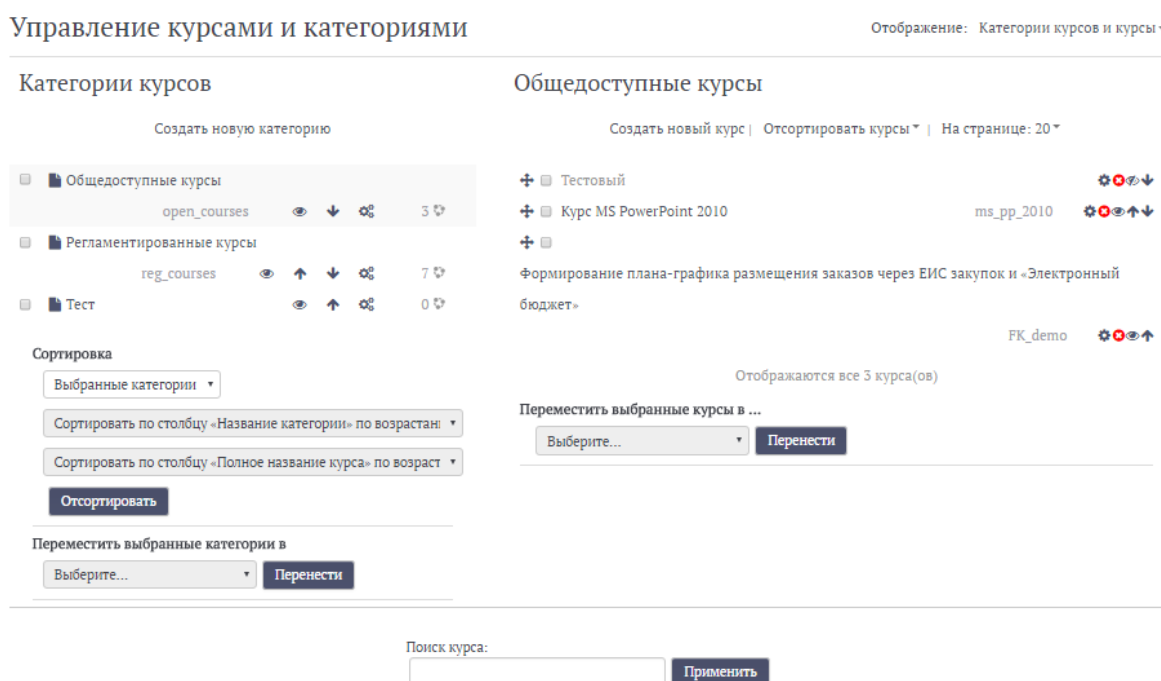 Управление курсами и категориями
Отображение: Категории курсов и курсы
Категории курсов
Создать новую категорию
Общедоступные курсы
open_courses 3
Регламентированные курсы
reg_courses 7
Тест 0
Сортировка
Выбранные категории
Сортировать по столбцу «Название категории» по возрастан
Сортировать по столбцу «Полное название курса» по возраст
Отсортировать
Переместить выбранные категории в
Выберите... Перенести
Общедоступные курсы
Создать новый курс | Отсортировать курсы | На странице: 20
Тестовый
Курс MS PowerPoint 2010 ms_pp_2010
Формирование плана-графика размещения заказов через ЕИС закупок и «Электронный
бюджет»
FK_demo
Отображаются все 3 курса(ов)
Переместить выбранные курсы в ...
Выберите... Перенести
Поиск курса:
Применить